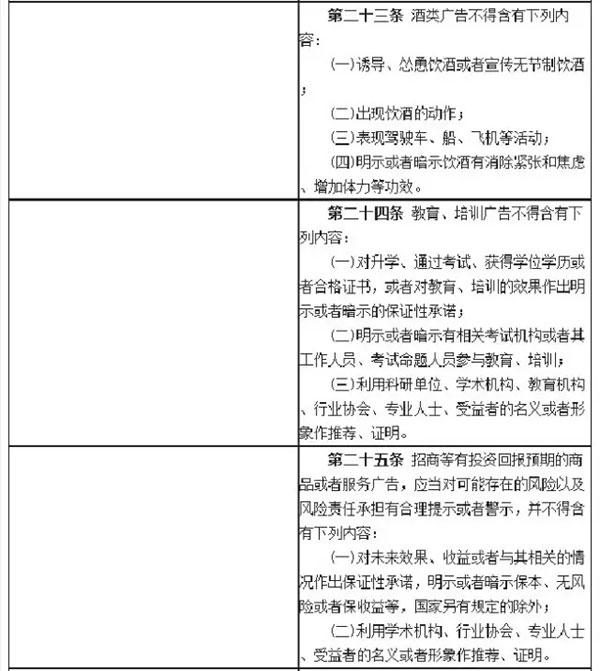 第二十三条 酒类广告不得含有下列内
容：
(一)诱导、怂恿饮酒或者宣传无节制饮酒
；
(二)出现饮酒的动作；
(三)表现驾驶车、船、飞机等活动；
(四)明示或者暗示饮酒有消除紧张和焦虑
、增加体力等功效。
第二十四条 教育、培训广告不得含有下
列内容：
(一)对升学、通过考试、获得学位学历或
者合格证书，或者对教育、培训的效果作出明
示或者暗示的保证性承诺；
(二)明示或者暗示有相关考试机构或者其
工作人员、考试命题人员参与教育、培训；
(三)利用科研单位、学术机构、教育机构
、行业协会、专业人士、受益者的名义或者形
象作推荐、证明。
第二十五条 招商等有投资回报预期的商
品或者服务广告，应当对可能存在的风险以及
风险责任承担有合理提示或者警示，并不得含
有下列内容：
(一)对未来效果、收益或者与其相关的情
况作出保证性承诺，明示或者暗示保本、无风
险或者保收益等，国家另有规定的除外；
(二)利用学术机构、行业协会、专业人士
、受益者的名义或者形象作推荐、证明。